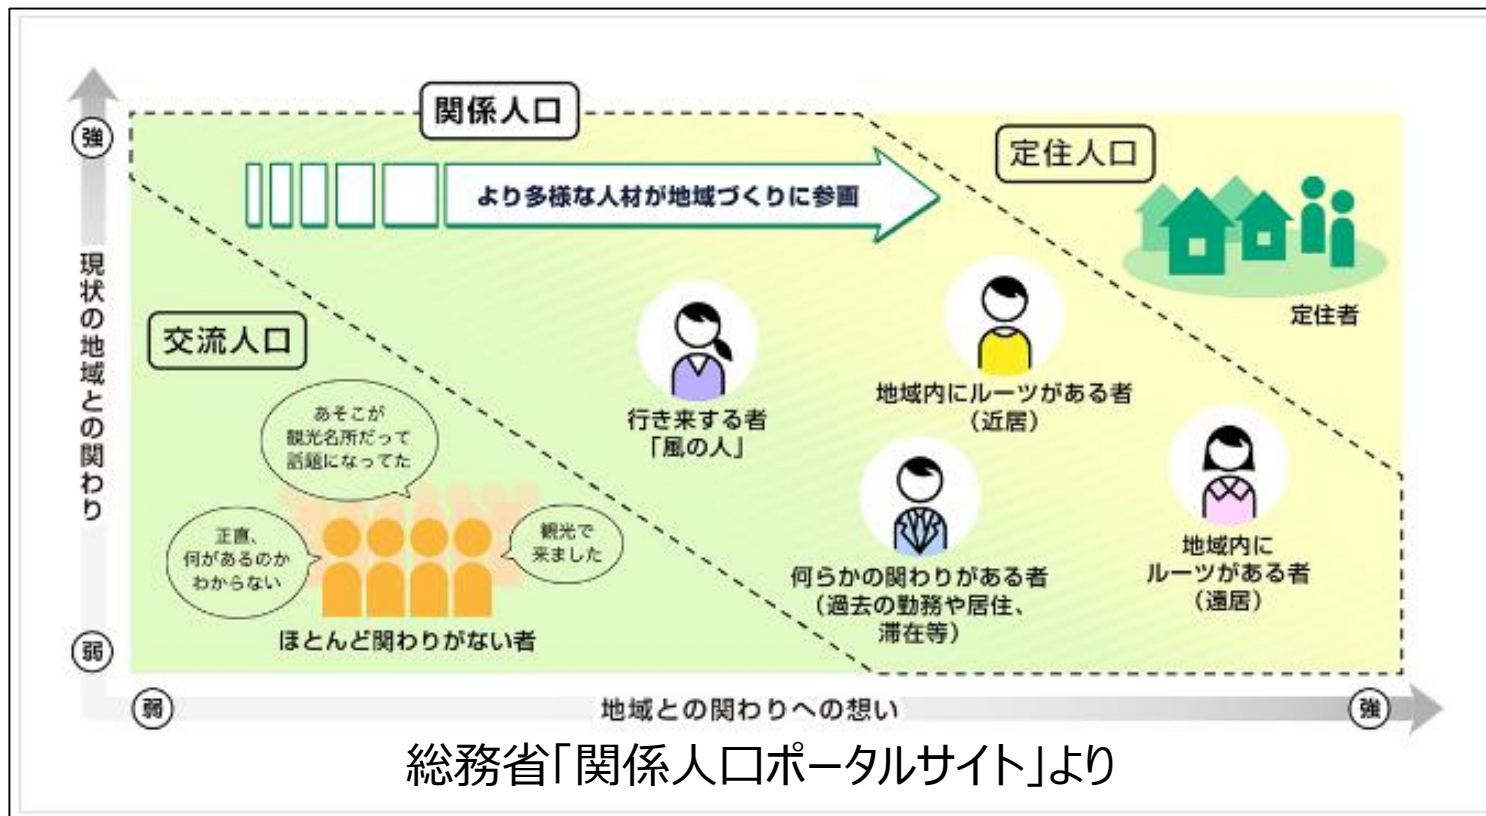 関係人口
強
より多様な人材が地域づくりに参画
定住人口
定住者
現状の地域との関わり
交流人口
あそこが
観光名所だって
話題になってた
正直、
何があるのか
わからない
観光で
来ました
ほとんど関わりがない者
行き来する者
「風の人」
地域内にルーツがある者
（近居）
何らかの関わりがある者
（過去の勤務や居住、
滞在等）
地域内に
ルーツがある者
（遠居）
弱
弱
地域との関わりへの想い
強
総務省「関係人口ポータルサイト」より